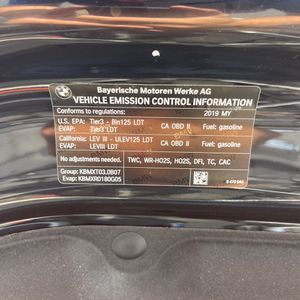 Bayerische Motoren Werke AG
VEHICLE EMISSION CONTROL INFORMATION
Conforms to regulations: 2019 MY
U.S. EPA: Tier3 - Bin125 LDT CA OBD II Fuel: gasoline
EVAP: Tier3 LDT
California: LEV III - ULEV125 LDT CA OBD II Fuel: gasoline
EVAP: LEVIII LDT
No adjustments needed. TWC, WR-HO2S, HO2S, DFI, TC, CAC
Group: KBMXT03.0B07
Evap: KBMXR0180G05